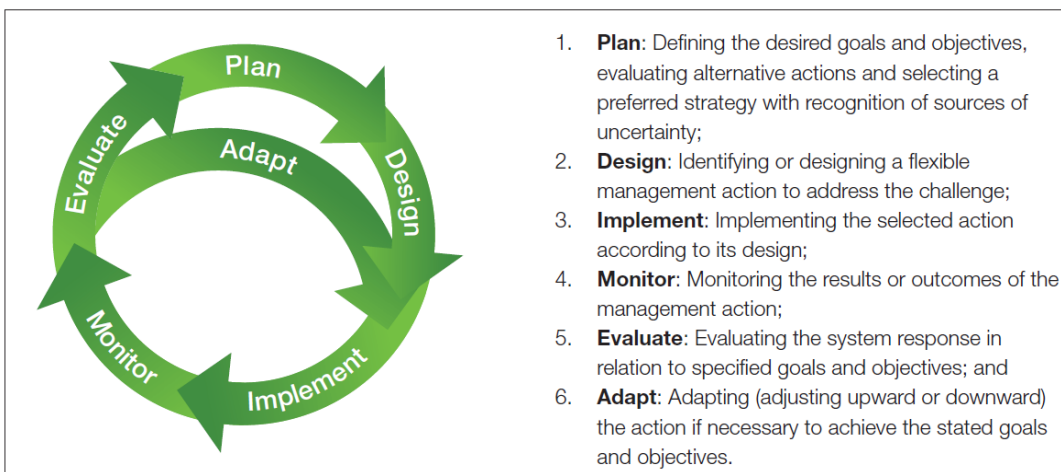 Plan
Adapt
Design
Evaluate
Monitor
Implement
1. Plan: Defining the desired goals and objectives,
evaluating alternative actions and selecting a
preferred strategy with recognition of sources of
uncertainty;
2. Design: Identifying or designing a flexible
management action to address the challenge;
3. Implement: Implementing the selected action
according to its design;
4. Monitor: Monitoring the results or outcomes of the
management action;
5. Evaluate: Evaluating the system response in
relation to specified goals and objectives; and
6. Adapt: Adapting (adjusting upward or downward)
the action if necessary to achieve the stated goals
and objectives.